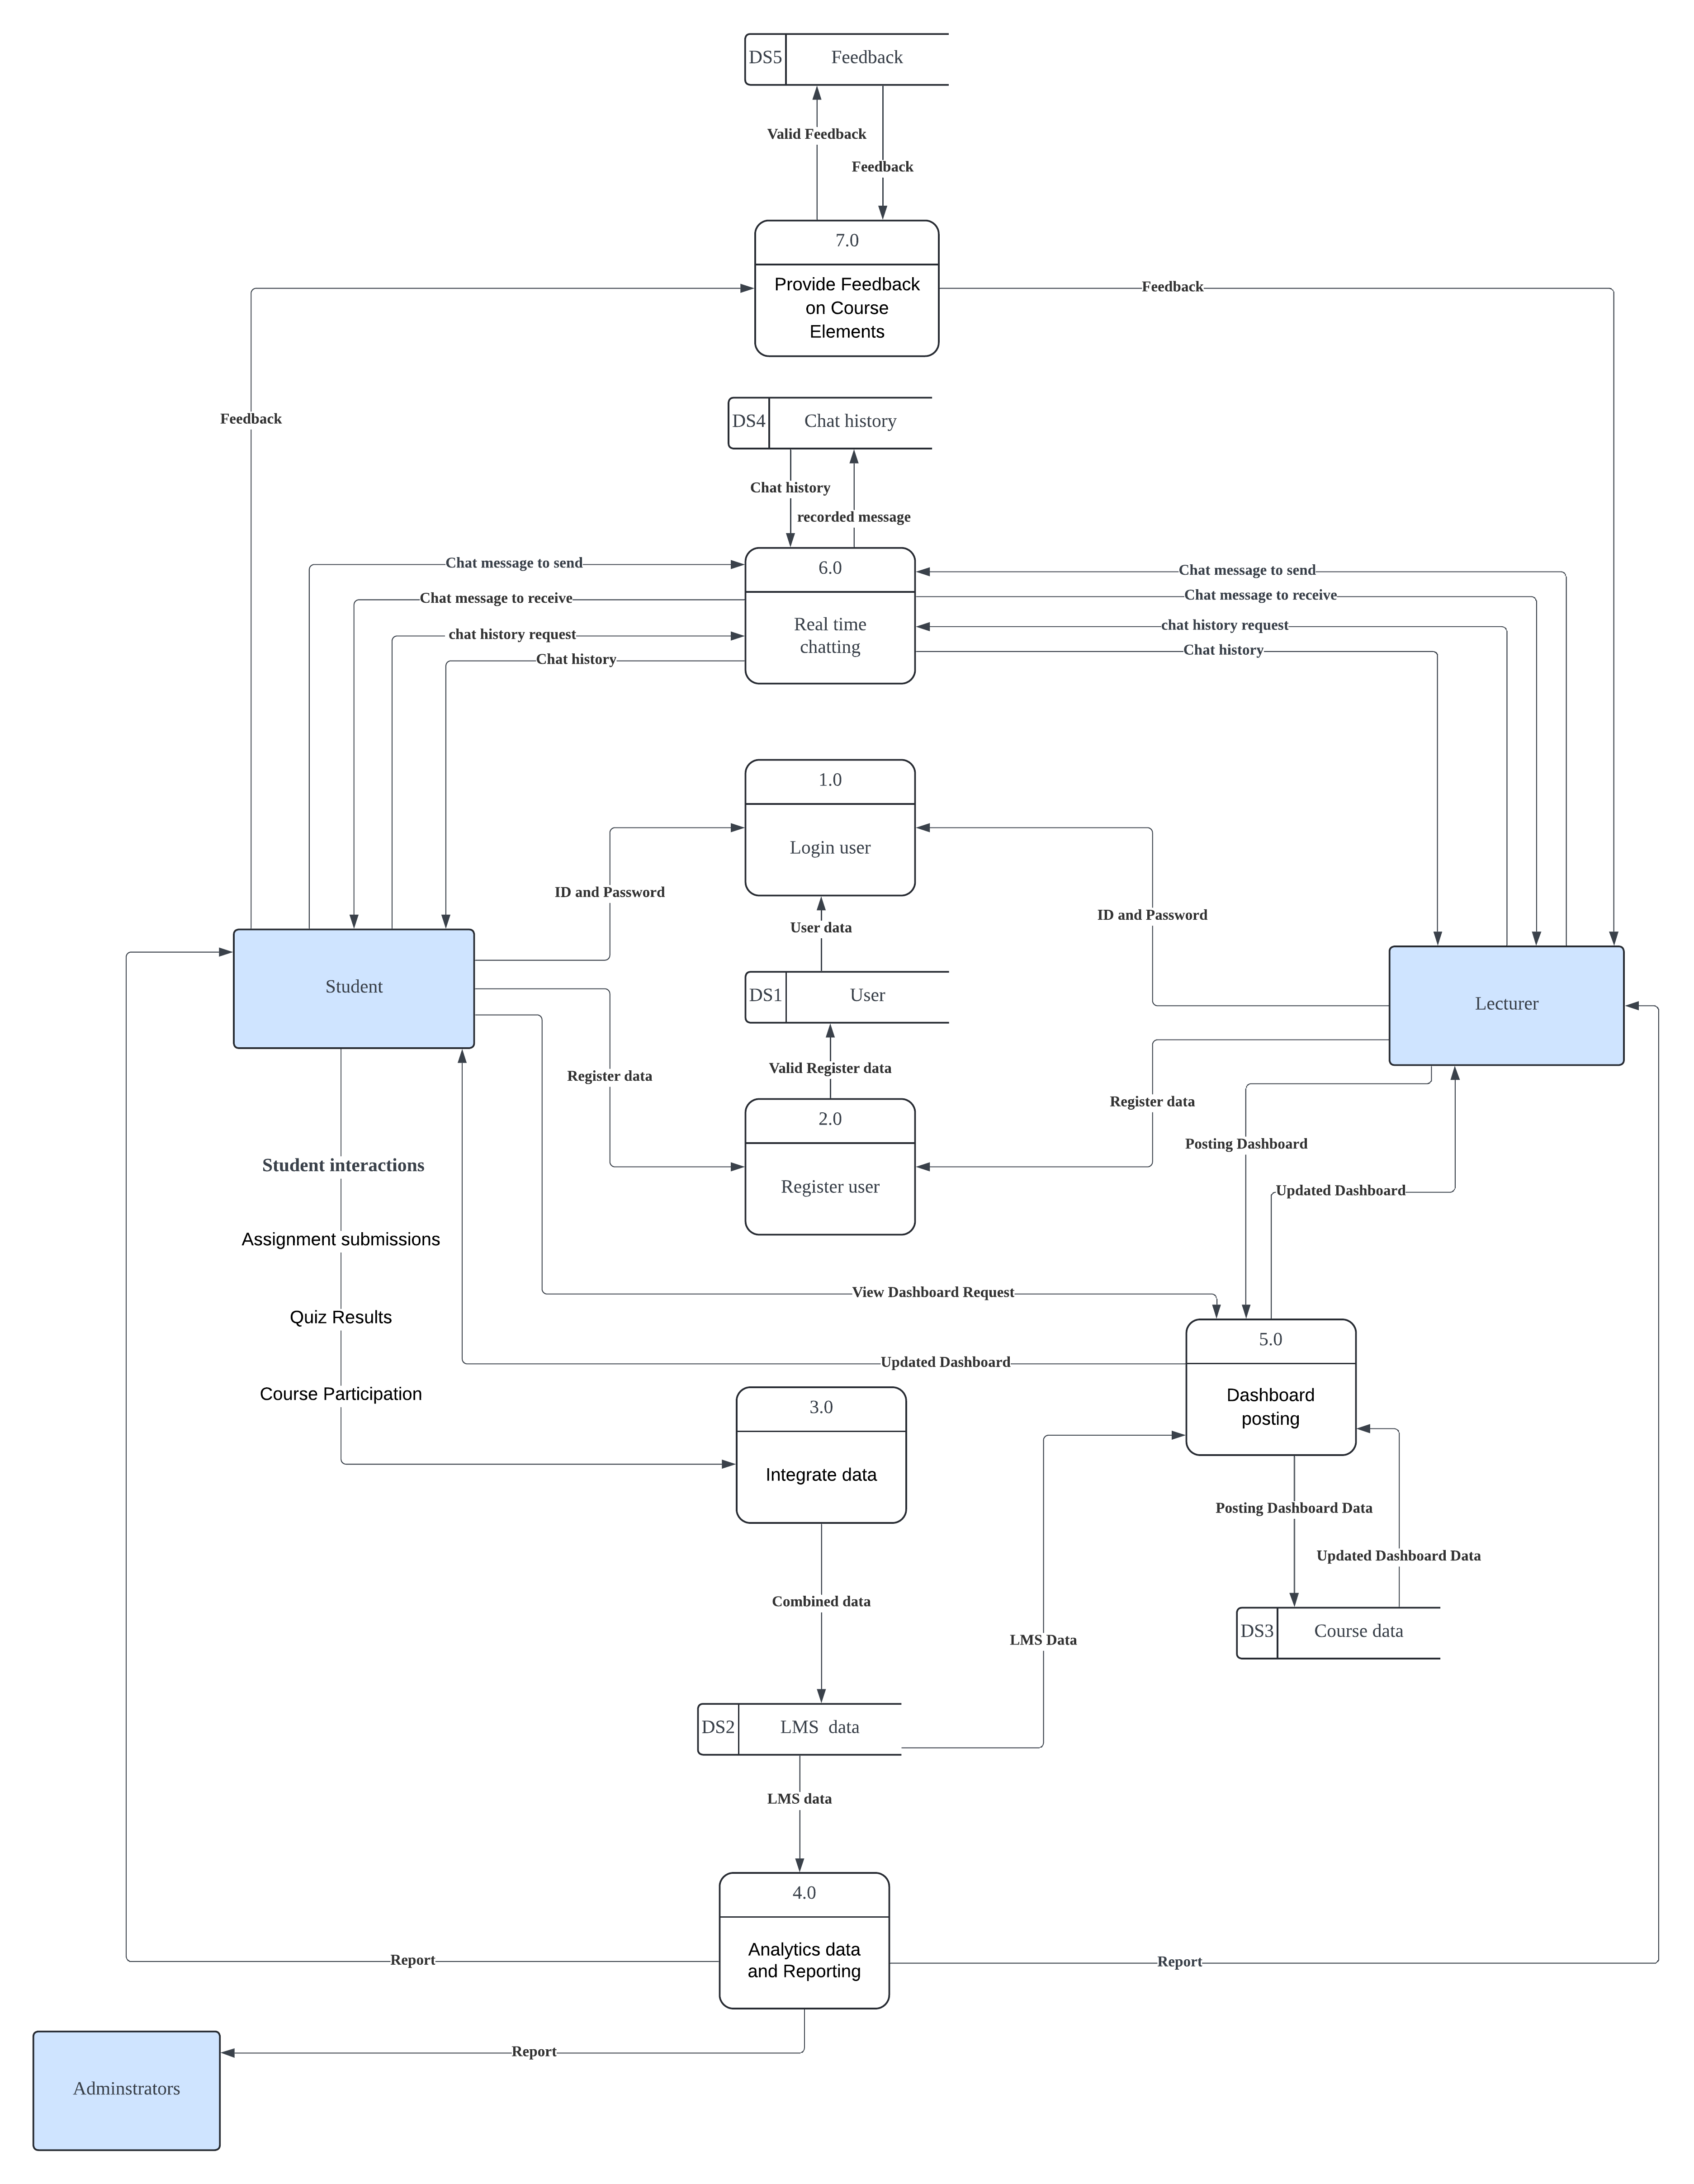 DS5
Feedback
Valid Feedback
Feedback
7.0
Provide Feedback
on Course
Elements
Feedback
Feedback
DS4
Chat history
Chat history
recorded message
6.0
Real time
chatting
Chat message to send
Chat message to receive
chat history request
Chat history
Chat message to send
Chat message to receive
chat history request
Chat history
1.0
Login user
ID and Password
ID and Password
User data
Student
DS1
User
Lecturer
Register data
Valid Register data
Register data
2.0
Register user
Posting Dashboard
Updated Dashboard
Student interactions
Assignment submissions
Quiz Results
Course Participation
View Dashboard Request
Updated Dashboard
5.0
Dashboard
posting
3.0
Integrate data
Posting Dashboard Data
Updated Dashboard Data
Combined data
LMS Data
DS3
Course data
DS2
LMS  data
LMS data
4.0
Analytics data
and Reporting
Report
Report
Report
Adminstrators